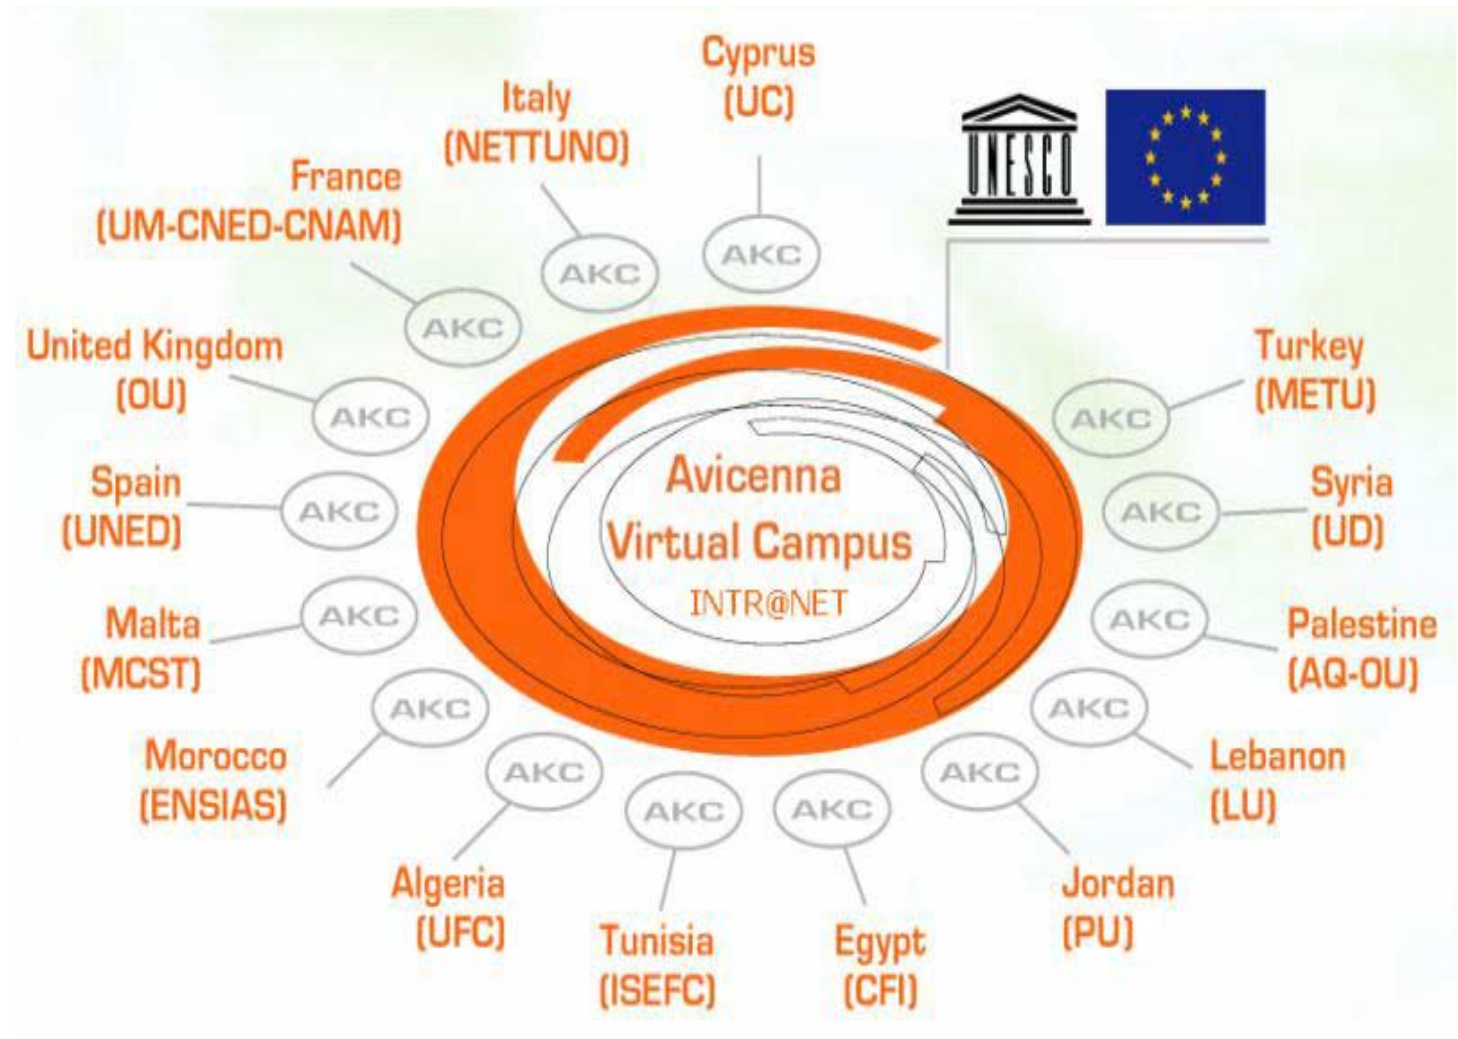 Cyprus
(UC)
Italy
(NETTUNO)
UNESCO
France
(UM-CNED-CNAM)
AKC
AKC
AKC
United Kingdom
(OU)
AKC
Turkey
(METU)
AKC
Spain
(UNED)
AKC
Avicenna
Virtual Campus
INTR@NET
AKC
Syria
(UD)
Malta
(MCST)
AKC
AKC
Palestine
(AQ-OU)
AKC
AKC
Morocco
(ENSIAS)
Lebanon
(LU)
AKC
AKC
AKC
AKC
Algeria
(UFC)
Tunisia
(ISEFC)
Egypt
(CFI)
Jordan
(PU)